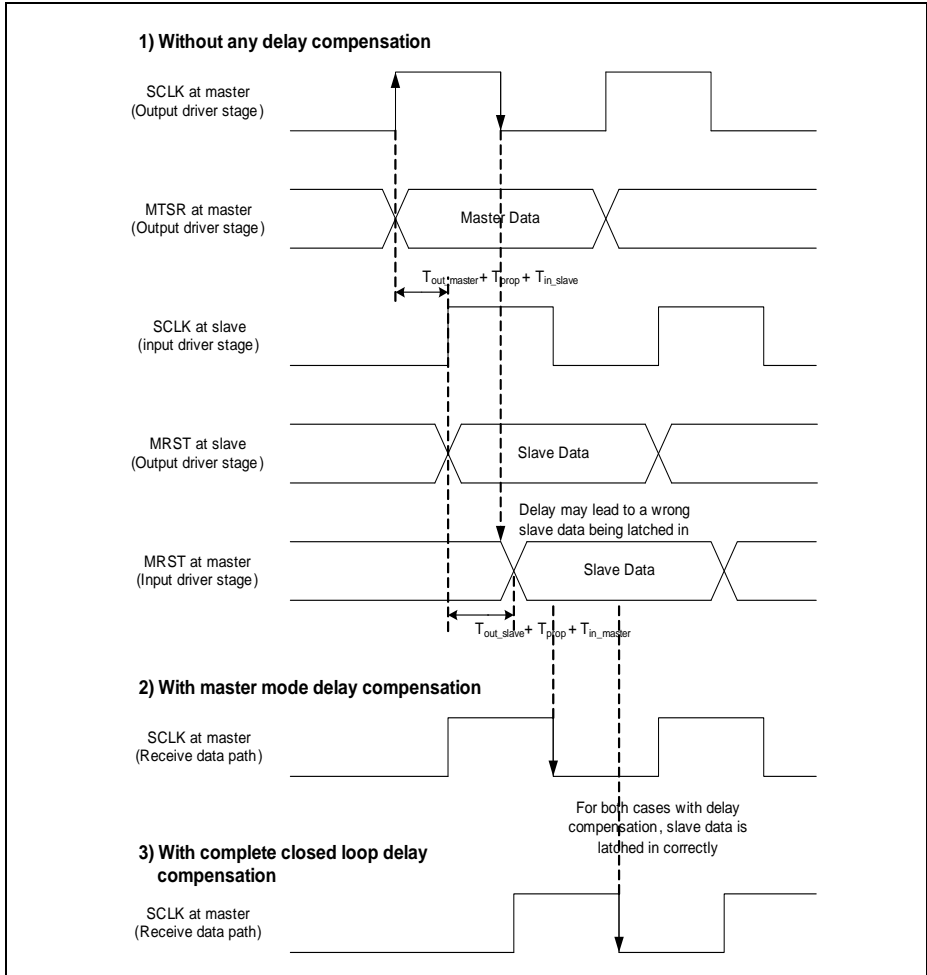 1) Without any delay compensation
SCLK at master
(Output driver stage)
MTSR at master
(Output driver stage)
Master Data
Tout_master + Tprop + Tin_slave
SCLK at slave
(input driver stage)
MRST at slave
(Output driver stage)
Slave Data
Delay may lead to a wrong
slave data being latched in
MRST at master
(Input driver stage)
Slave Data
Tout_slave + Tprop + Tin_master
2) With master mode delay compensation
SCLK at master
(Receive data path)
For both cases with delay
compensation, slave data is
latched in correctly
3) With complete closed loop delay
compensation
SCLK at master
(Receive data path)